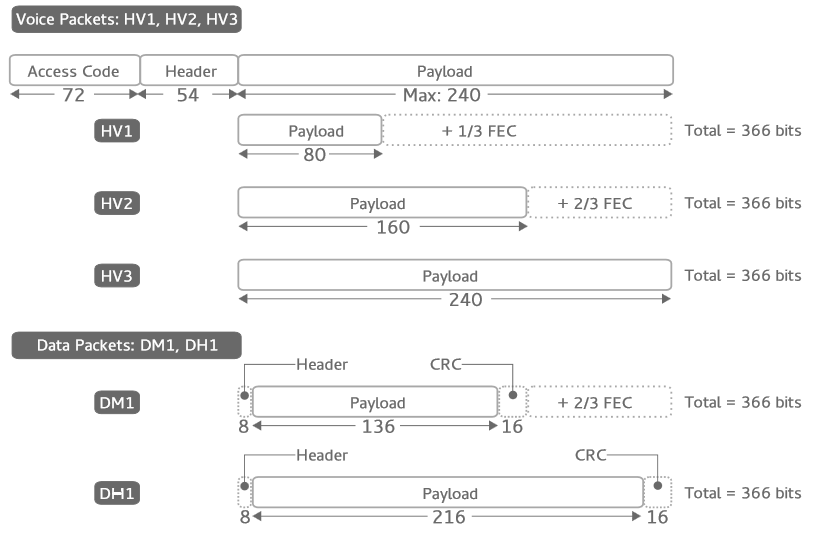 Voice Packets: HV1, HV2, HV3
Access Code Header Payload
72 54 Max: 240
HV1 Payload + 1/3 FEC Total = 366 bits
80
HV2 Payload + 2/3 FEC Total = 366 bits
160
HV3 Payload Total = 366 bits
240
Data Packets: DM1, DH1
Header CRC
DM1 Payload + 2/3 FEC Total = 366 bits
8 136 16
Header CRC
DH1 Payload Total = 366 bits
8 216 16